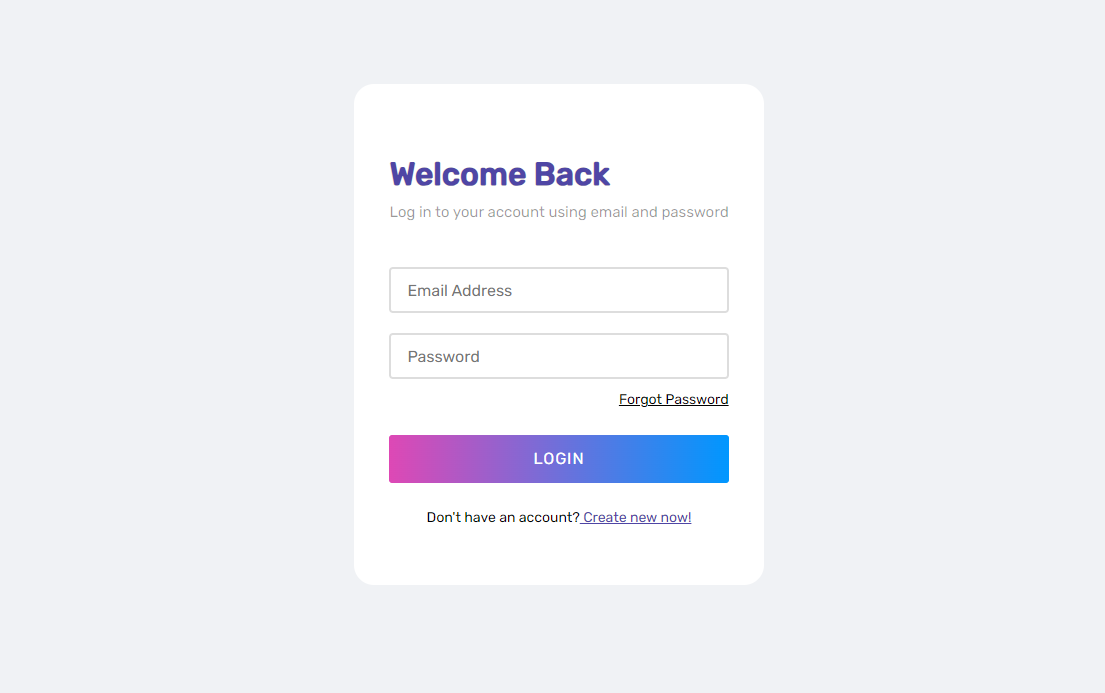 Welcome Back
Log in to your account using email and password
Email Address
Password
Forgot Password
LOGIN
Don't have an account? Create new now!